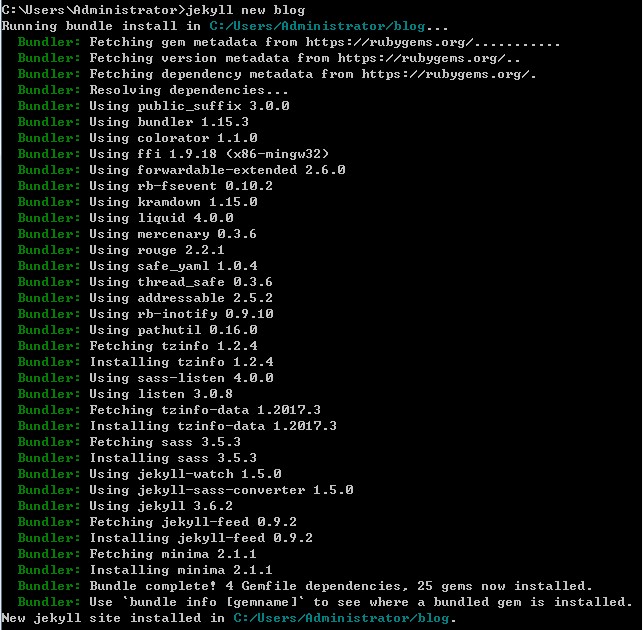 C:\Users\Administrator>jekyll new blog
Running bundle install in C:/Users/Administrator/blog...
Bundler: Fetching gem metadata from https://rubygems.org/...........
Bundler: Fetching version metadata from https://rubygems.org/..
Bundler: Fetching dependency metadata from https://rubygems.org/.
Bundler: Resolving dependencies...
Bundler: Using public_suffix 3.0.0
Bundler: Using bundler 1.15.3
Bundler: Using colorator 1.1.0
Bundler: Using ffi 1.9.18 (x86-mingw32)
Bundler: Using forwardable-extended 2.6.0
Bundler: Using rb-fsevent 0.10.2
Bundler: Using kramdown 1.15.0
Bundler: Using liquid 4.0.0
Bundler: Using mercenary 0.3.6
Bundler: Using rouge 2.2.1
Bundler: Using safe_yaml 1.0.4
Bundler: Using thread_safe 0.3.6
Bundler: Using addressable 2.5.2
Bundler: Using rb-inotify 0.9.10
Bundler: Using pathutil 0.16.0
Bundler: Fetching tzinfo 1.2.4
Bundler: Installing tzinfo 1.2.4
Bundler: Using sass-listen 4.0.0
Bundler: Using listen 3.0.8
Bundler: Fetching tzinfo-data 1.2017.3
Bundler: Installing tzinfo-data 1.2017.3
Bundler: Fetching sass 3.5.3
Bundler: Installing sass 3.5.3
Bundler: Using jekyll-watch 1.5.0
Bundler: Using jekyll-sass-converter 1.5.0
Bundler: Using jekyll 3.6.2
Bundler: Fetching jekyll-feed 0.9.2
Bundler: Installing jekyll-feed 0.9.2
Bundler: Fetching minima 2.1.1
Bundler: Installing minima 2.1.1
Bundler: Bundle complete! 4 Gemfile dependencies, 25 gems now installed.
Bundler: Use `bundle info [gemname]` to see where a bundled gem is installed.
New jekyll site installed in C:/Users/Administrator/blog.